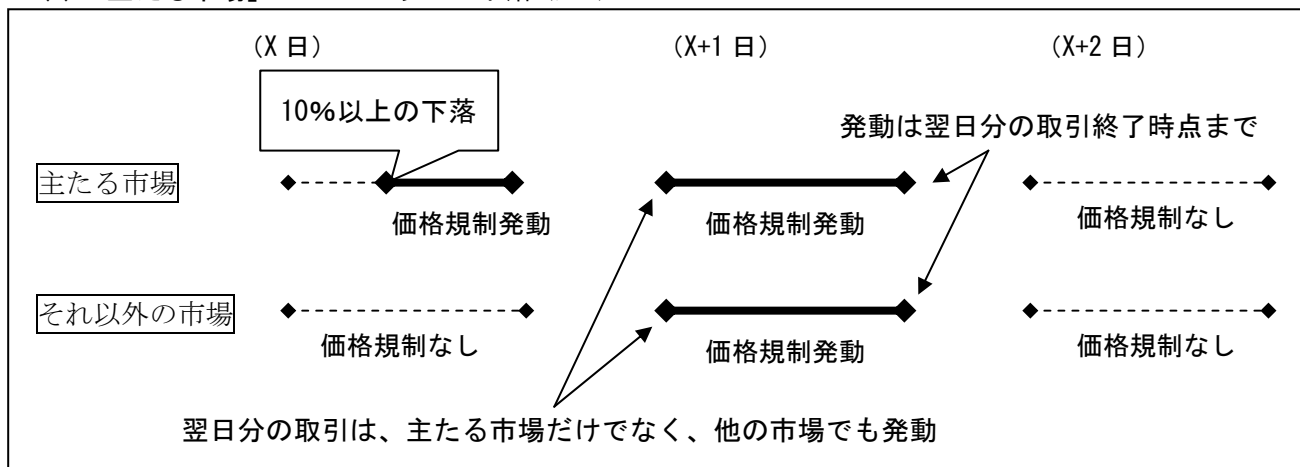 (X 日)
(X+1 日)
(X+2 日)
10%以上の下落
発動は翌日分の取引終了時点まで
主たる市場
価格規制発動
価格規制発動
価格規制なし
それ以外の市場
価格規制なし
価格規制発動
価格規制なし
翌日分の取引は、主たる市場だけでなく、他の市場でも発動